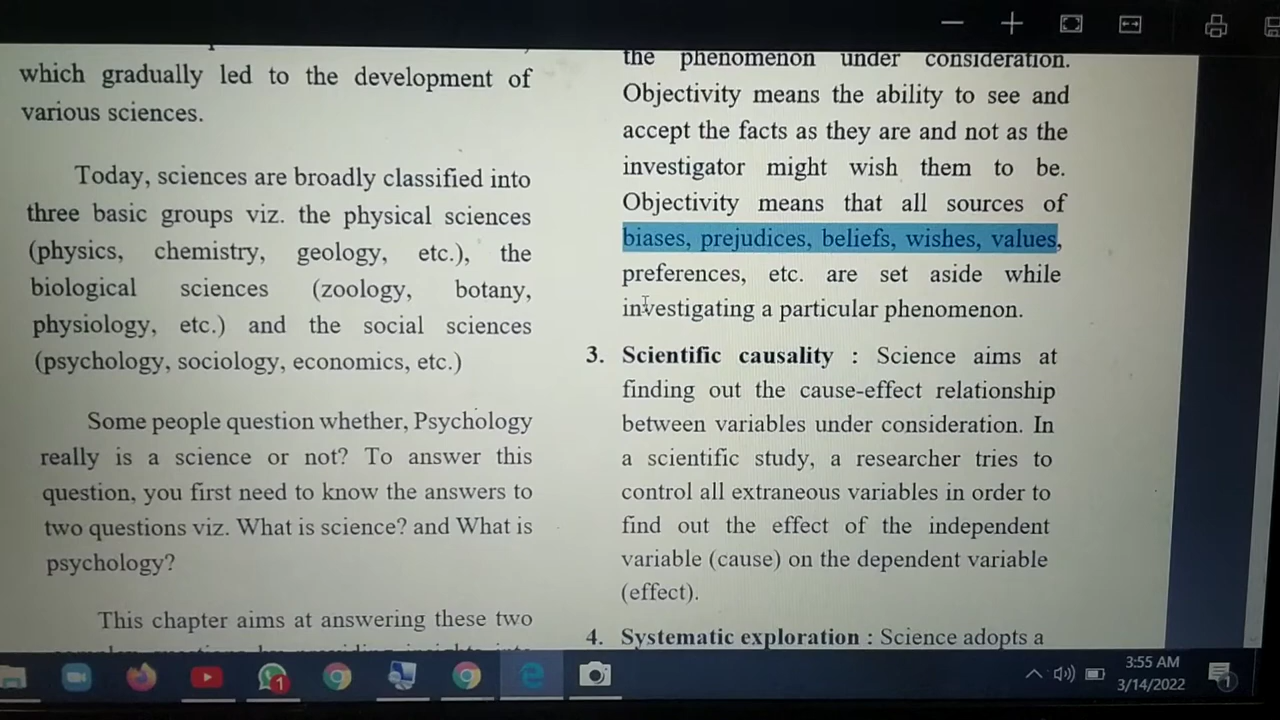 which gradually led to the development of
various sciences.
Today, sciences are broadly classified into
three basic groups viz. the physical sciences
(physics, chemistry, geology, etc.), the
biological sciences (zoology, botany,
physiology, etc.) and the social sciences
(psychology, sociology, economics, etc.)
Some people question whether, Psychology
really is a science or not? To answer this
question, you first need to know the answers to
two questions viz. What is science? and What is
psychology?
This chapter aims at answering these two
the phenomenon under consideration.
Objectivity means the ability to see and
accept the facts as they are and not as the
investigator might wish them to be.
Objectivity means that all sources of
biases, prejudices, beliefs, wishes, values,
preferences, etc. are set aside while
investigating a particular phenomenon.
3. Scientific causality : Science aims at
finding out the cause-effect relationship
between variables under consideration. In
a scientific study, a researcher tries to
control all extraneous variables in order to
find out the effect of the independent
variable (cause) on the dependent variable
(effect).
4. Systematic exploration : Science adopts a
1
3:55 AM
3/14/2022
1